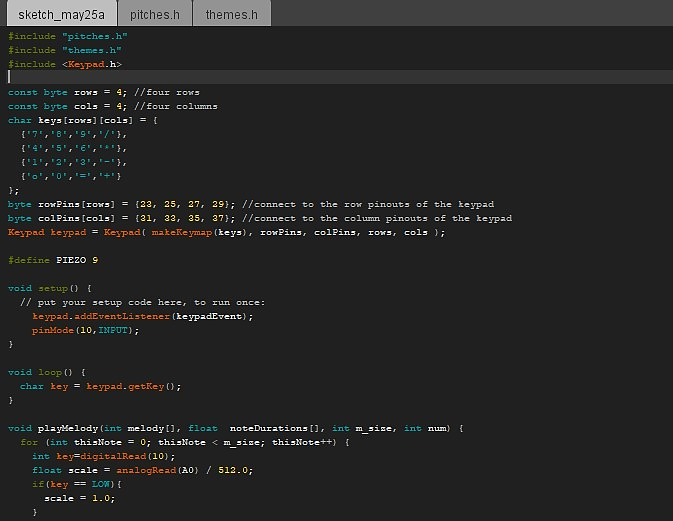 sketch_may25a pitches.h themes.h
#include "pitches.h"
#include "themes.h"
#include <Keypad.h>
const byte rows = 4; //four rows
const byte cols = 4; //four columns
char keys[rows][cols] = {
  {'7','8','9','/'},
  {'4','5','6','*'},
  {'1','2','3','-'},
  {'o','0','=','+'}
};
byte rowPins[rows] = {23, 25, 27, 29}; //connect to the row pinouts of the keypad
byte colPins[cols] = {31, 33, 35, 37}; //connect to the column pinouts of the keypad
Keypad keypad = Keypad( makeKeymap(keys), rowPins, colPins, rows, cols );
#define PIEZO 9
void setup() {
  // put your setup code here, to run once:
    keypad.addEventListener(keypadEvent);
    pinMode(10,INPUT);
}
void loop() {
  char key = keypad.getKey();
}
void playMelody(int melody[], float  noteDurations[], int m_size, int num) {
  for (int thisNote = 0; thisNote < m_size; thisNote++) {
    int key=digitalRead(10);
    float scale = analogRead(A0) / 512.0;
    if(key == LOW){
      scale = 1.0;
    }